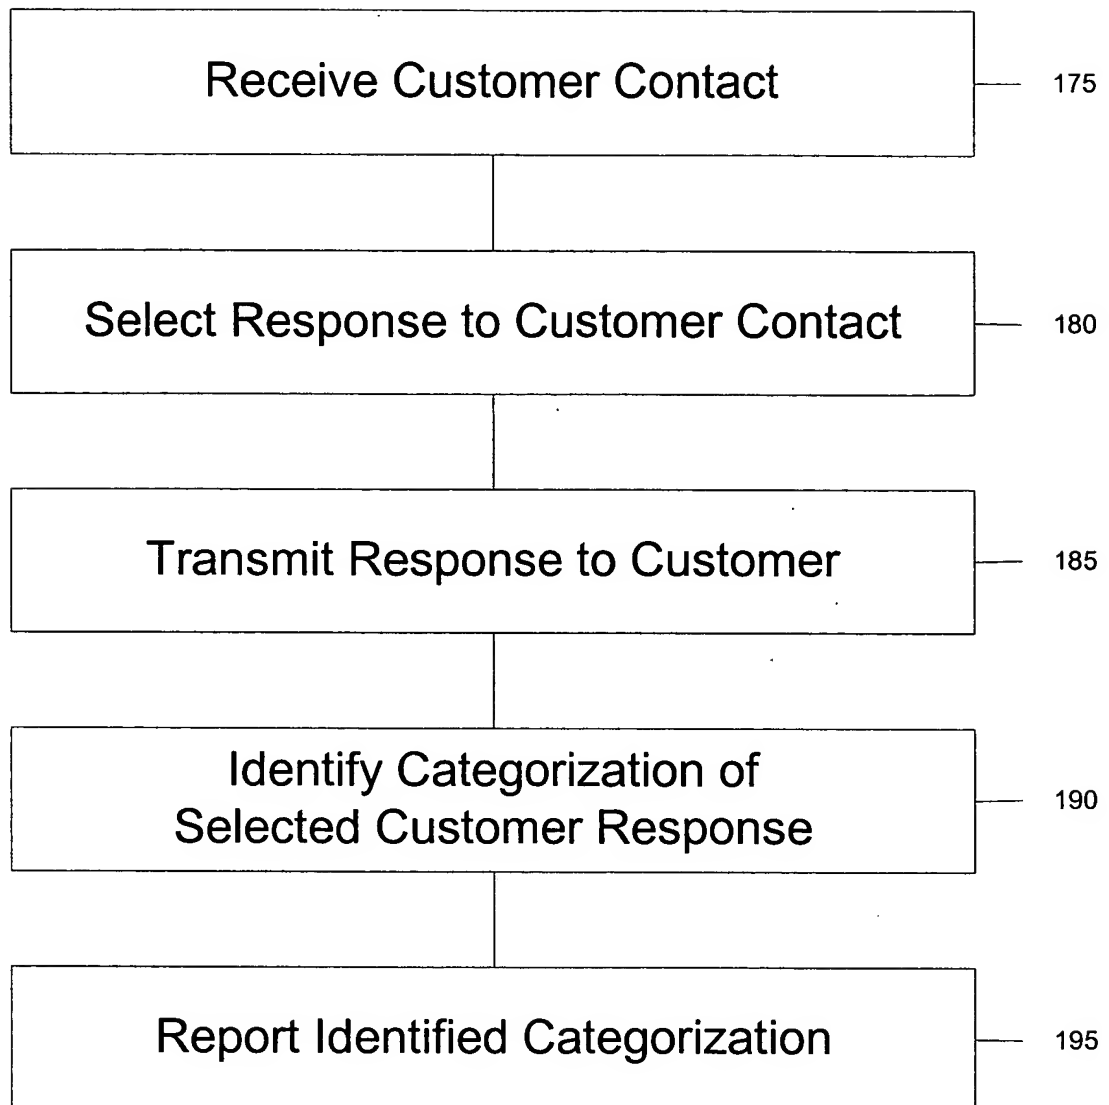 Receive Customer Contact
175
Select Response to Customer Contact
180
Transmit Response to Customer
185
Identify Categorization of
Selected Customer Response
190
Report Identified Categorization
195